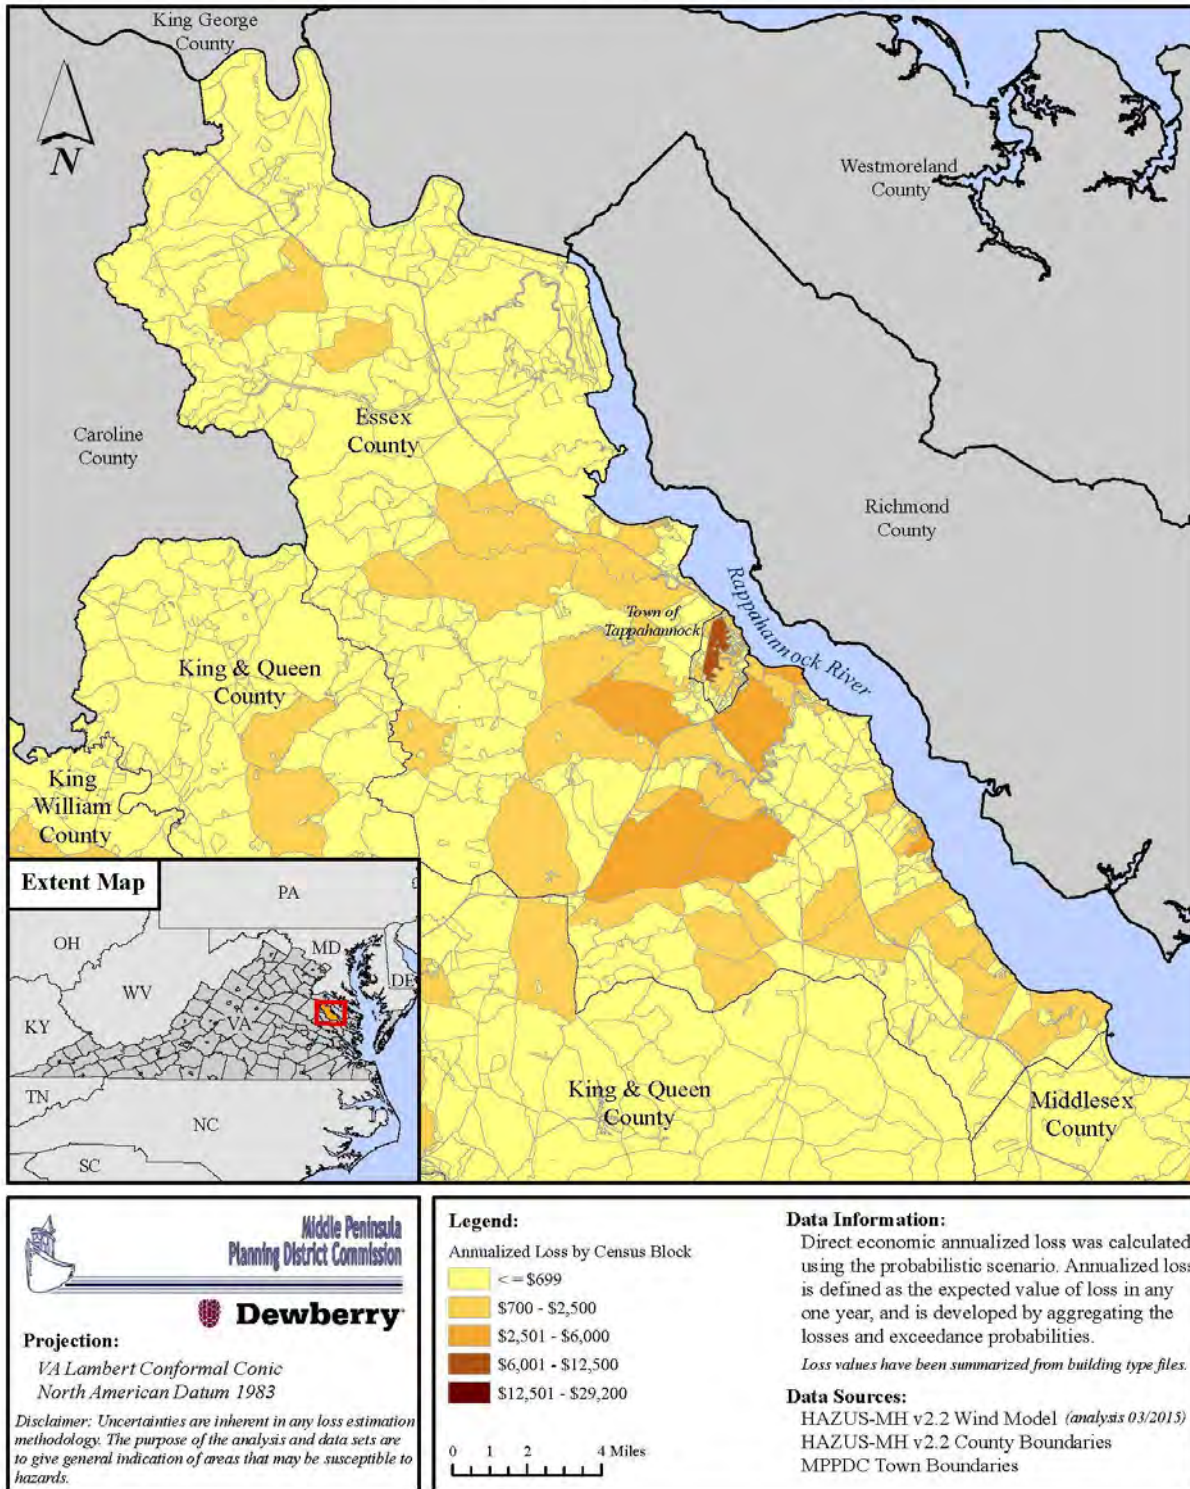 King George
County
N
Westmoreland
County
Essex
County
Caroline
County
Richmond
County
Rappahannock River
Town of
Tappahannock
King & Queen
County
King
William
County
Extent Map
PA
OH
MD
DE
WV
KY
VA
TN
NC
SC
King & Queen
County
Middlesex
County
Middle Peninsula
Planning District Commission
Dewberry
Projection:
VA Lambert Conformal Conic
North American Datum 1983
Disclaimer: Uncertainties are inherent in any loss estimation
methodology. The purpose of the analysis and data sets are
to give general indication of areas that may be susceptible to
hazards.
Legend:
Annualized Loss by Census Block
< = $699
$700 - $2,500
$2,501 - $6,000
$6,001 - $12,500
$12,501 - $29,200
0 1 2 4 Miles
Data Information:
Direct economic annualized loss was calculated
using the probabilistic scenario. Annualized loss
is defined as the expected value of loss in any
one year, and is developed by aggregating the
losses and exceedance probabilities.
Loss values have been summarized from building type files.
Data Sources:
HAZUS-MH v2.2 Wind Model (analysis 03/2015)
HAZUS-MH v2.2 County Boundaries
MPPDC Town Boundaries